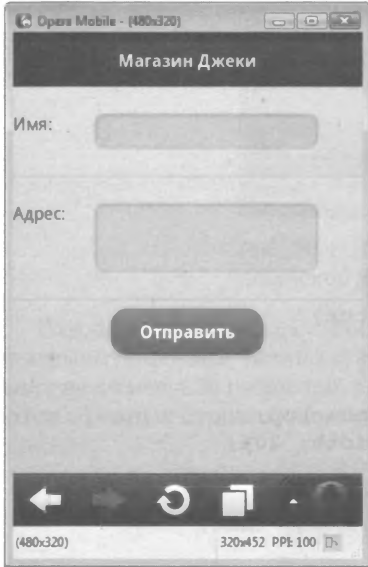 Opera Mobile - (480x320)
Магазин Джеки
Имя:
Адрес:
Отправить
(480x320) 320x452 PPI: 100